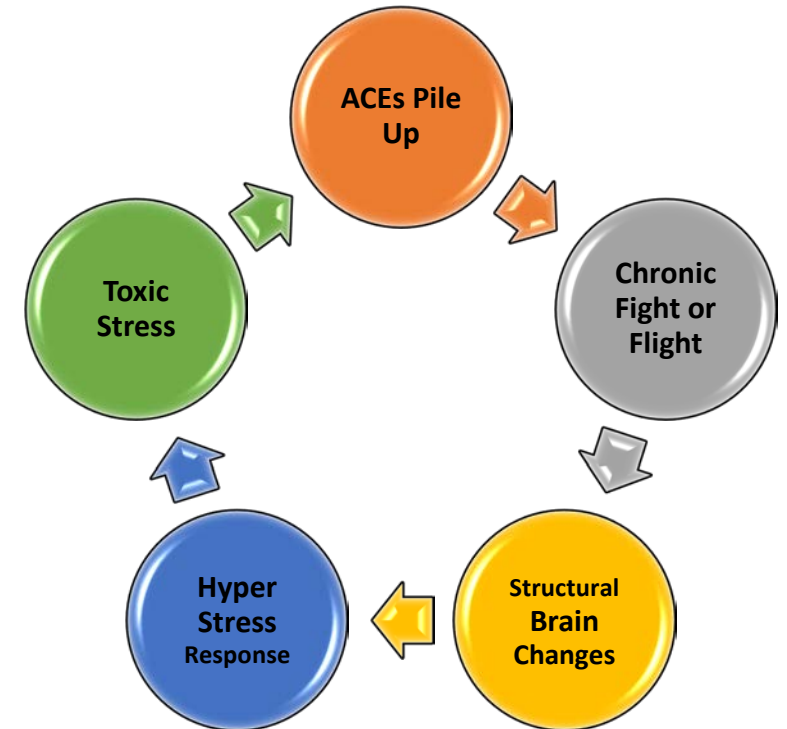 ACEs Pile
Up
Chronic
Fight or
Flight
Structural
Brain
Changes
Hyper
Stress
Response
Toxic
Stress